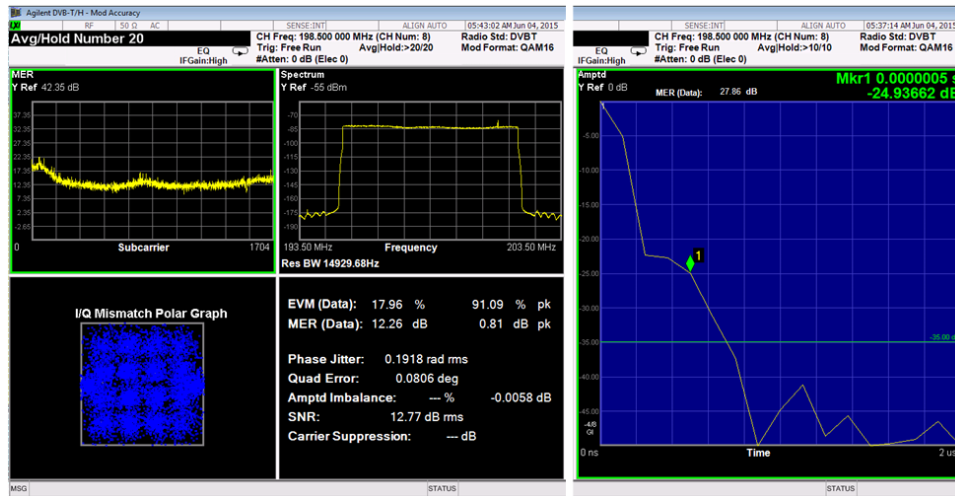 Agilent DVB-T/H - Mod Accuracy
RF 50 Ω AC SENSE:INT ALIGN AUTO 05:43:02 AM Jun 04, 2015
Avg/Hold Number 20
CH Freq: 198.500 000 MHz (CH Num: 8) Radio Std: DVBT
EQ Trig: Free Run Avg|Hold:>20/20 Mod Format: QAM16
IFGain:High #Atten: 0 dB (Elec 0)
MER
Y Ref 42.35 dB
37.35
32.35
27.35
22.35
17.35
12.35
7.35
2.65
0 Subcarrier 1704
Spectrum
Y Ref -55 dBm
-70
-85
-100
-115
-130
-145
-160
-175
-190
193.50 MHz Frequency 203.50 MHz
Res BW 14929.68Hz
I/Q Mismatch Polar Graph
EVM (Data): 17.96 % 91.09 % pk
MER (Data): 12.26 dB 0.81 dB pk
Phase Jitter: 0.1918 rad rms
Quad Error: 0.0806 deg
Amptd Imbalance: --- % -0.0058 dB
SNR: 12.77 dB rms
Carrier Suppression: --- dB
MSG STATUS
SENSE:INT ALIGN AUTO 05:37:14 AM Jun 04, 2015
CH Freq: 198.500 000 MHz (CH Num: 8) Radio Std: DVBT
EQ Trig: Free Run Avg|Hold:>10/10 Mod Format: QAM16
IFGain:High #Atten: 0 dB (Elec 0)
Amptd
Y Ref 0 dB MER (Data): 27.86 dB
Mkr1 0.0000005 s
-24.93662 dB
1
-5.00
-10.00
-15.00
-20.00
1
-25.00
-30.00
-35.00 d
-35.00
-40.00
-45.00
GI
0 ns Time 2 us
STATUS